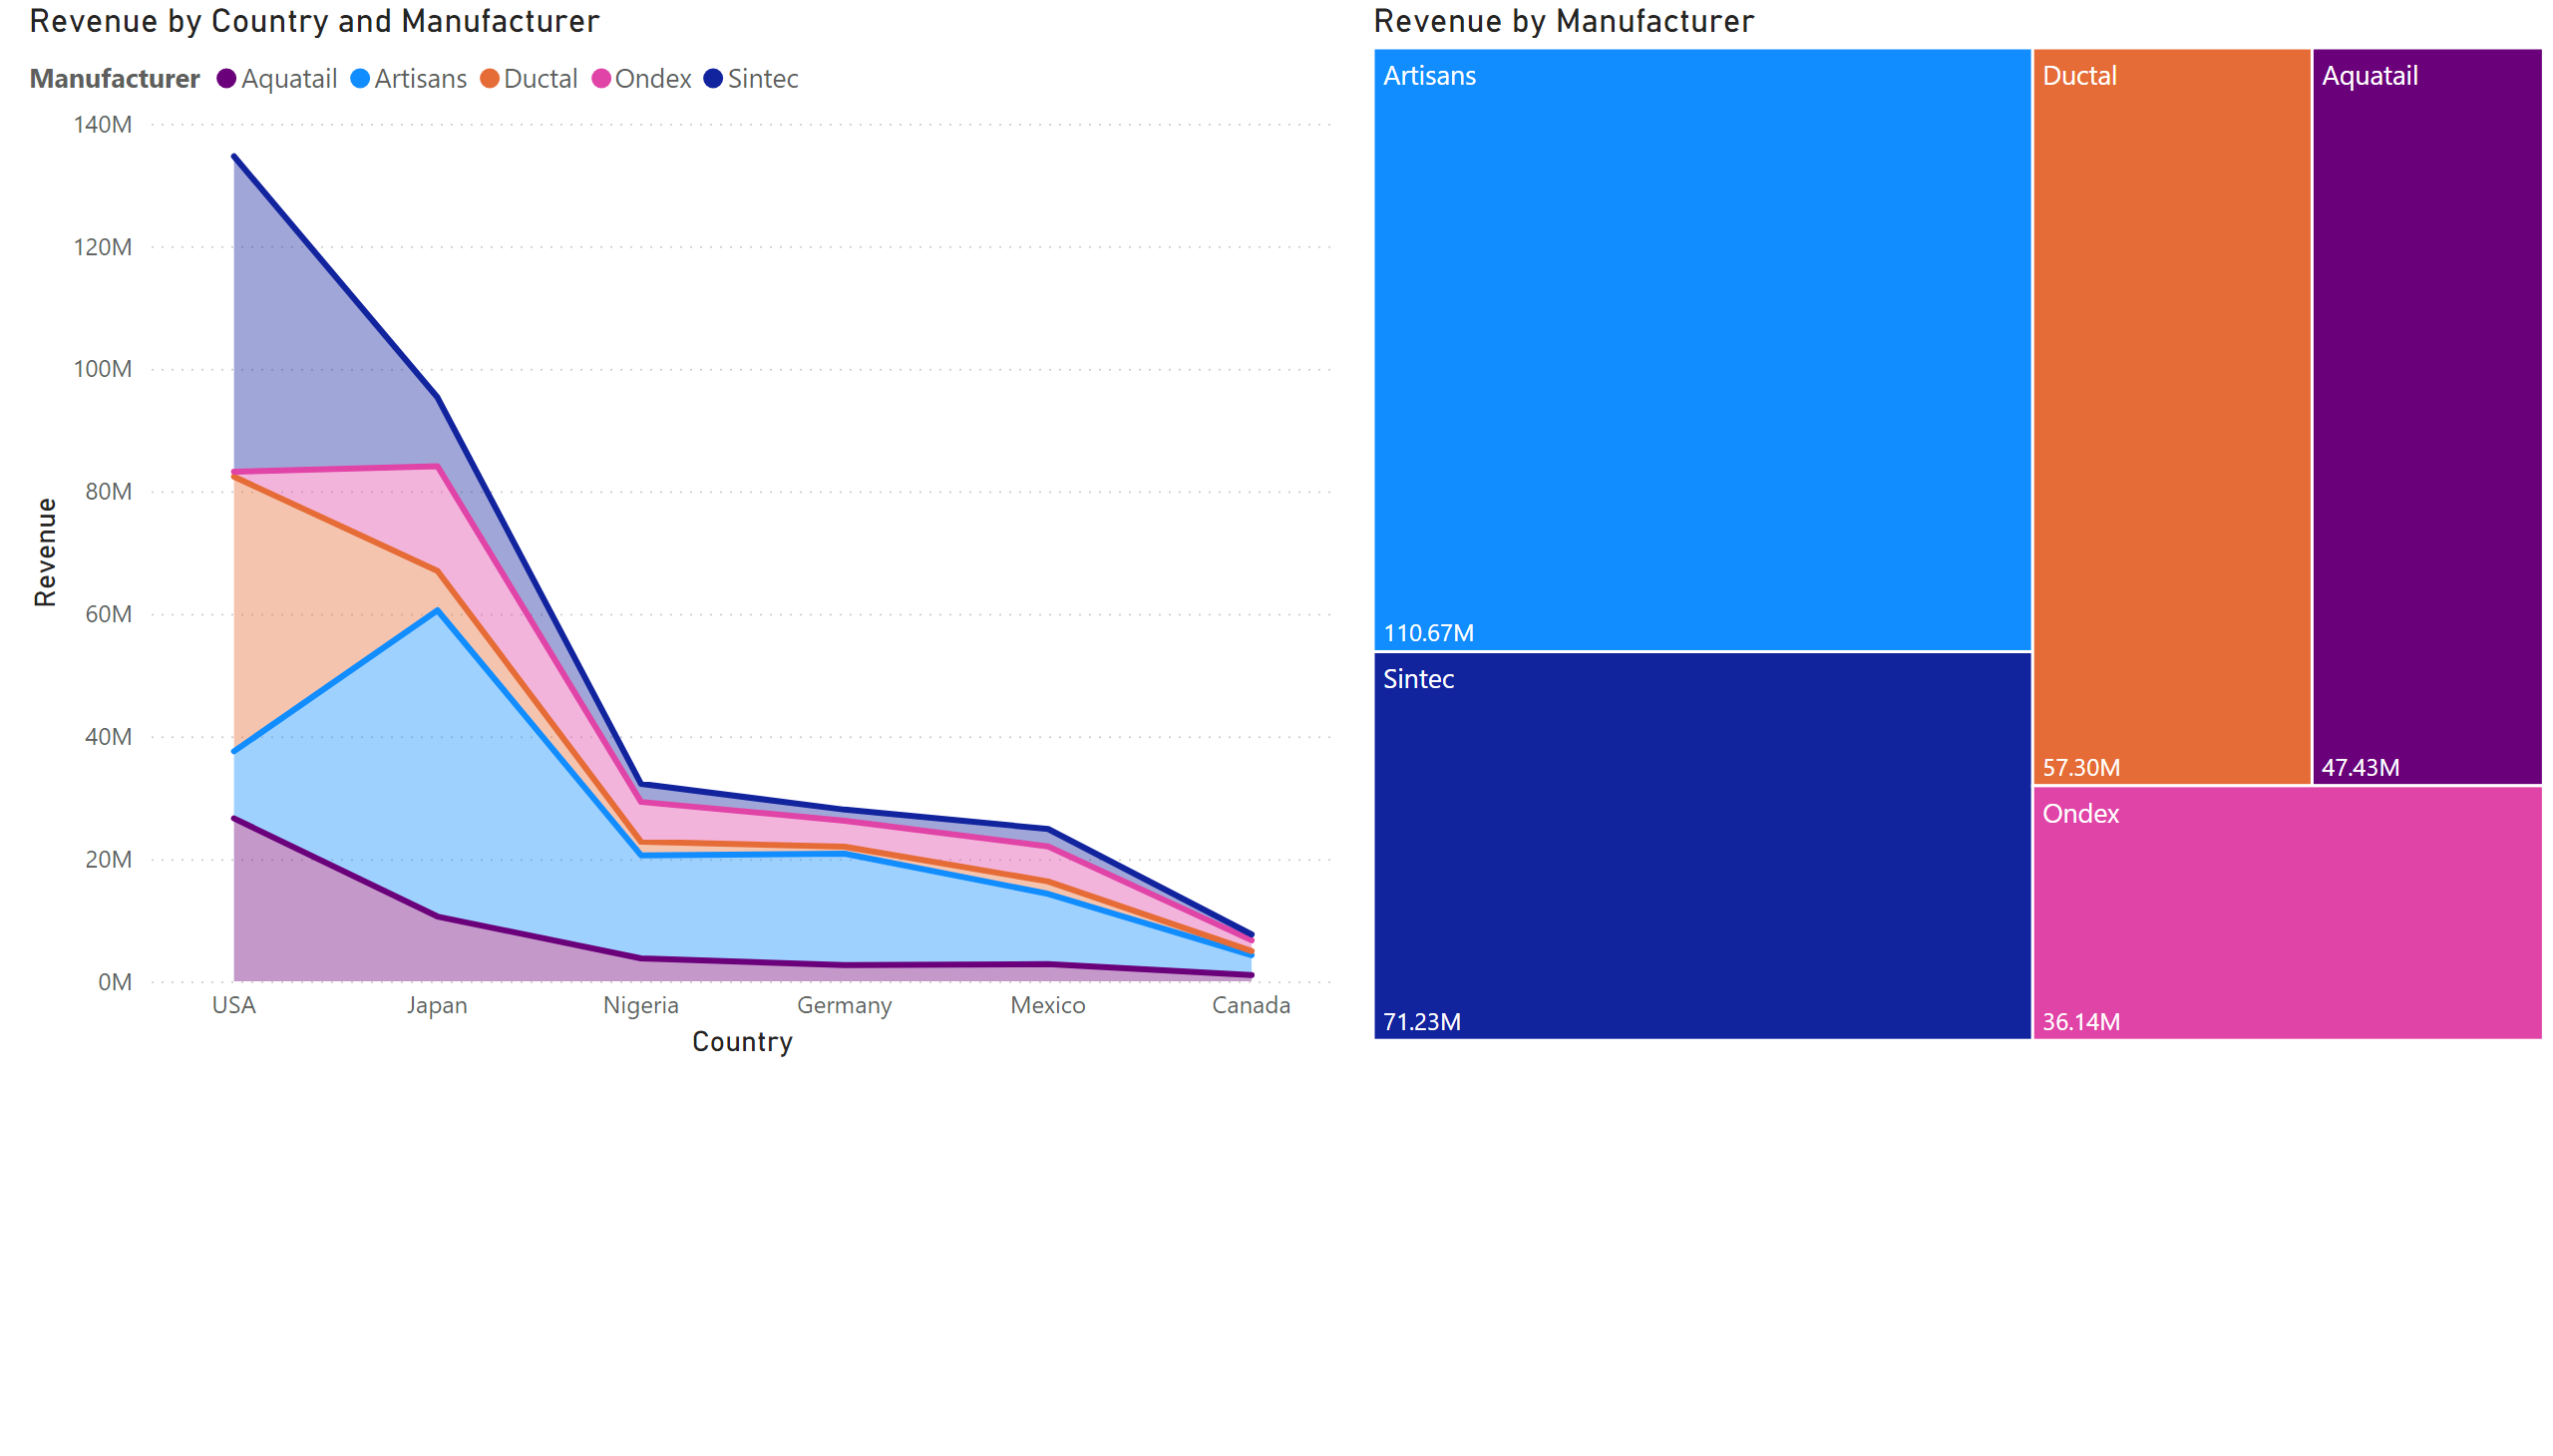 Revenue by Country and Manufacturer
Manufacturer Aquatail Artisans Ductal Ondex Sintec
140M
120M
100M
80M
60M
40M
20M
0M
Revenue
USA Japan Nigeria Germany Mexico Canada
Country
Revenue by Manufacturer
Artisans
110.67M
Sintec
71.23M
Ductal
57.30M
Aquatail
47.43M
Ondex
36.14M